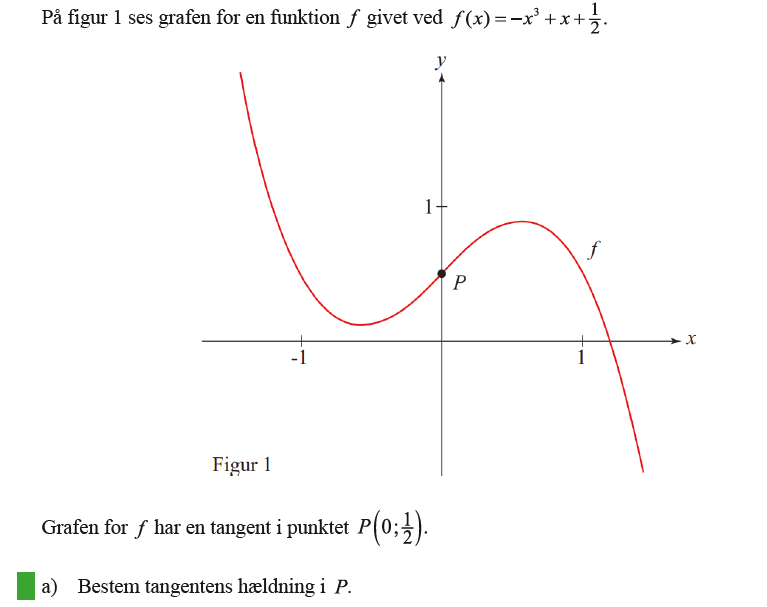 På figur 1 ses grafen for en funktion f givet ved f(x) = −x³ + x + 1/2.
y
1
f
P
x
-1
1
Figur 1
Grafen for f har en tangent i punktet P(0; 1/2).
a) Bestem tangentens hældning i P.